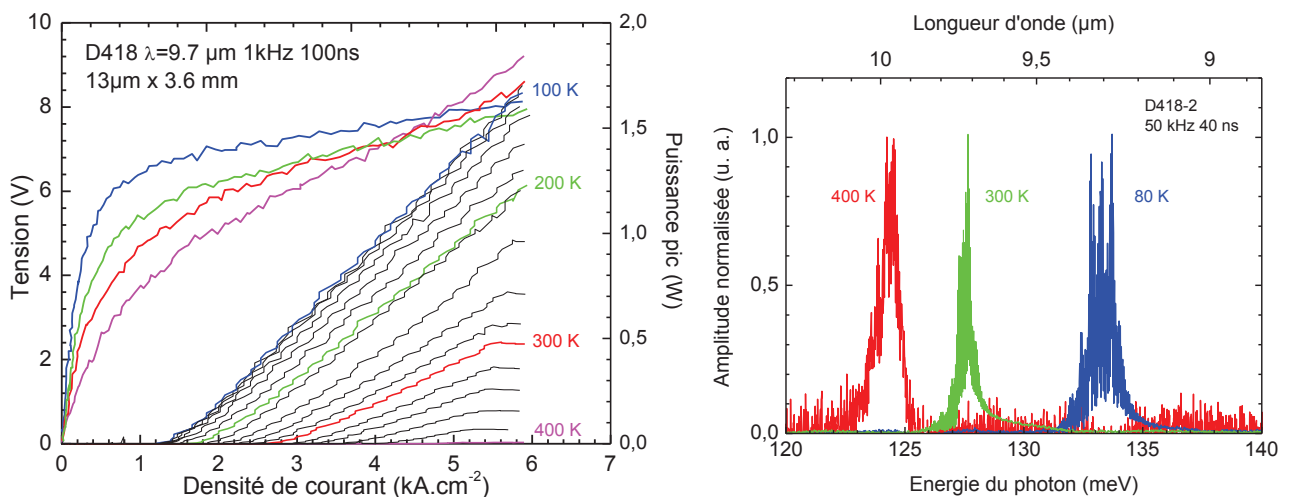 10
8
6
4
2
0
Tension (V)
D418 λ=9.7 µm 1kHz 100ns
13µm x 3.6 mm
100 K
200 K
300 K
400 K
2,0
1,5
1,0
0,5
0,0
Puissance pic (W)
0 1 2 3 4 5 6 7
Densité de courant (kA.cm⁻²)
Longueur d'onde (µm)
10 9,5 9
D418-2
50 kHz 40 ns
400 K 300 K 80 K
1,0
0,5
0,0
Amplitude normalisée (u. a.)
120 125 130 135 140
Energie du photon (meV)